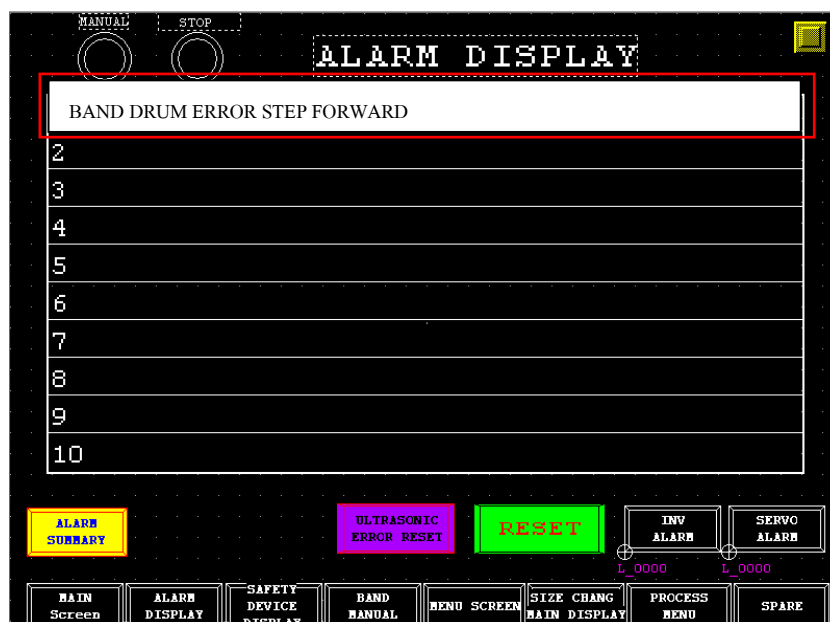 MANUAL STOP
ALARM DISPLAY
BAND DRUM ERROR STEP FORWARD
2
3
4
5
6
7
8
9
10
ALARM
SUMMARY
ULTRASONIC
ERROR RESET
RESET
INV
ALARM
SERVO
ALARM
L_0000 L_0000
MAIN
Screen
ALARM
DISPLAY
SAFETY
DEVICE
DISPLAY
BAND
MANUAL
MENU SCREEN
SIZE CHANG
MAIN DISPLAY
PROCESS
MENU
SPARE